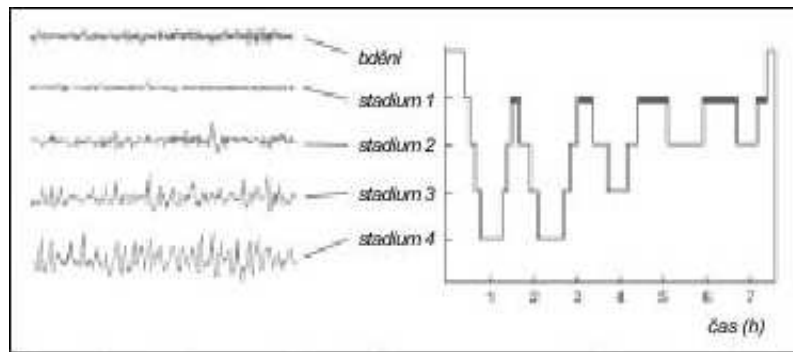 bdění
stadium 1
stadium 2
stadium 3
stadium 4
1 2 3 4 5 6 7
čas (h)